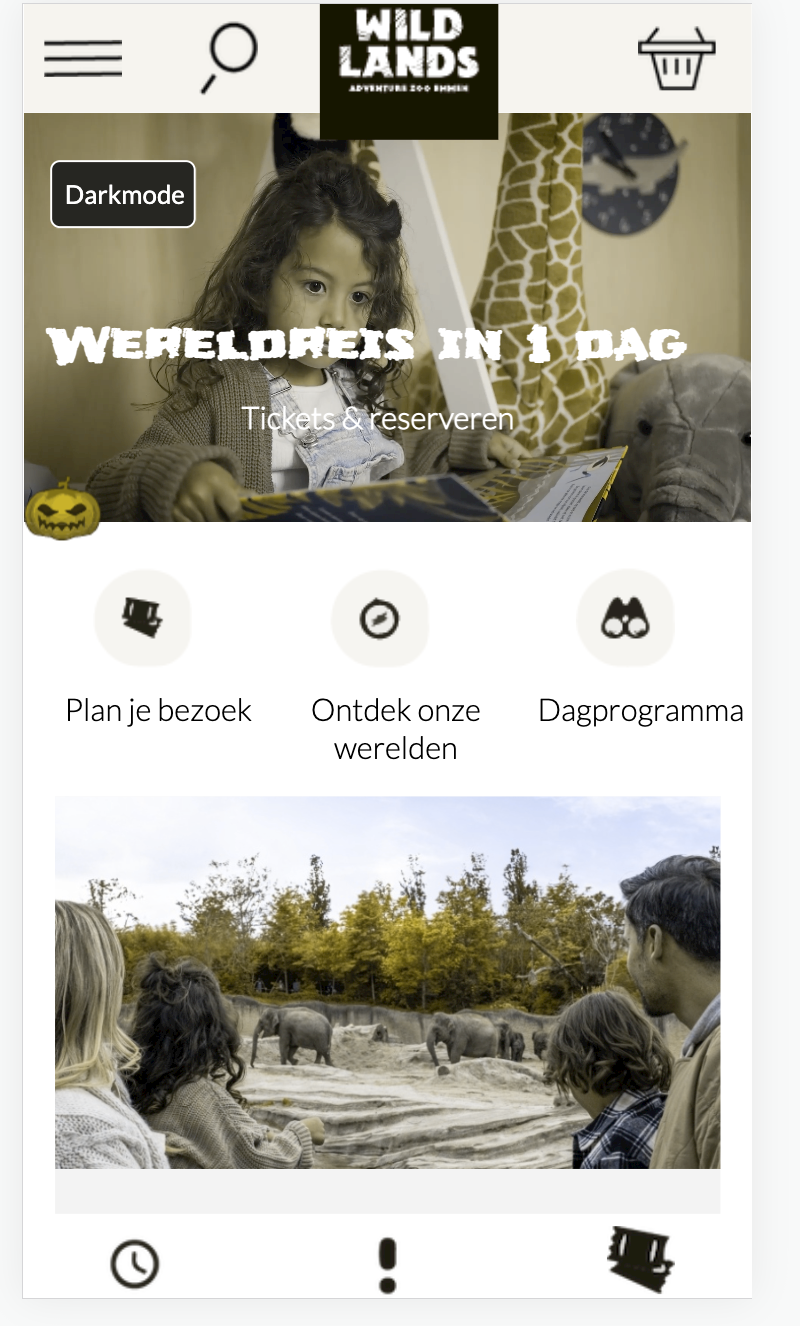 WILD
LANDS
ADVENTURE ZOO EMMEN
Darkmode
WERELDREIS IN 1 DAG
Tickets & reserveren
Plan je bezoek
Ontdek onze
werelden
Dagprogramma